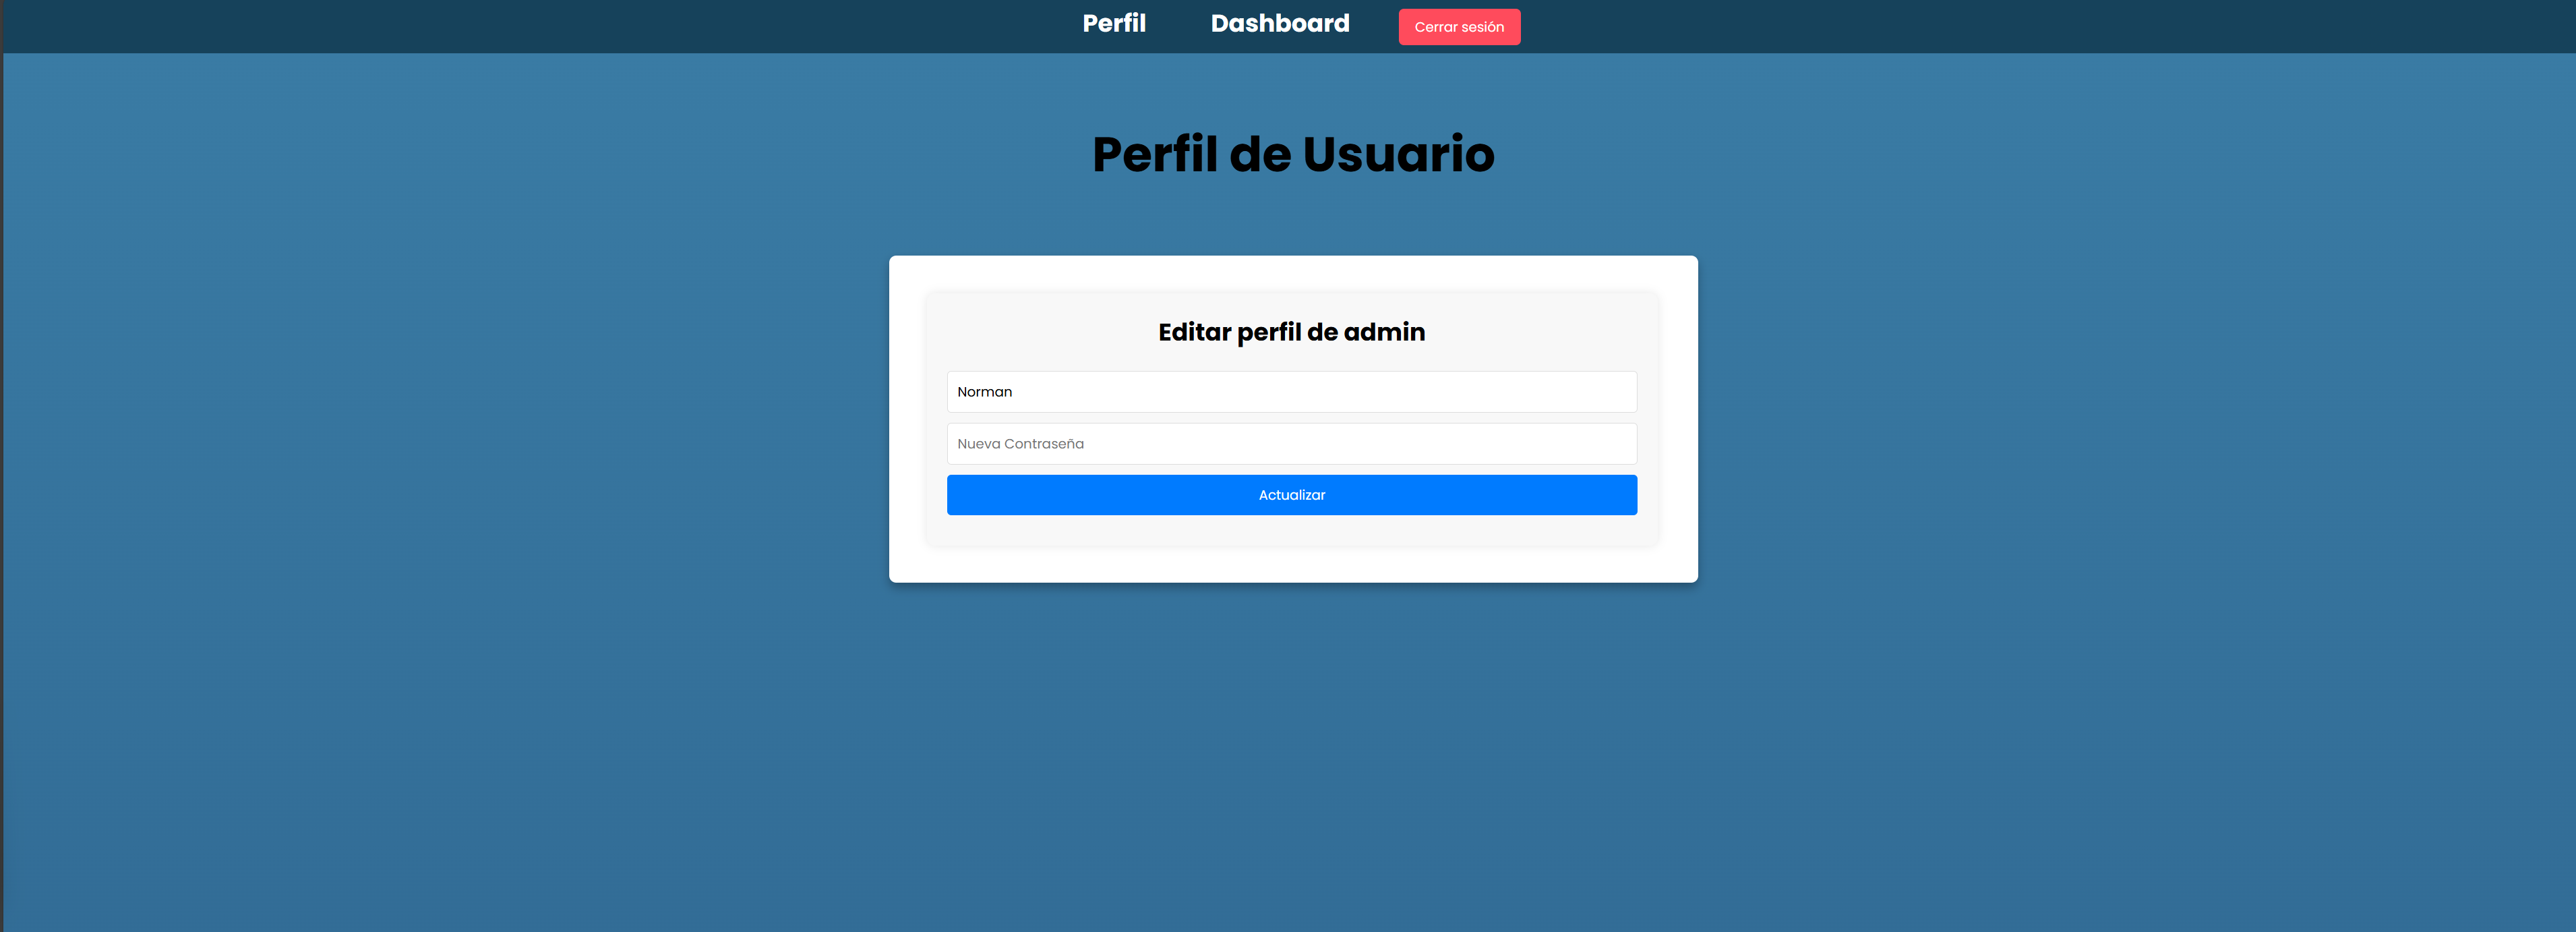 Perfil Dashboard Cerrar sesión
Perfil de Usuario
Editar perfil de admin
Norman
Nueva Contraseña
Actualizar